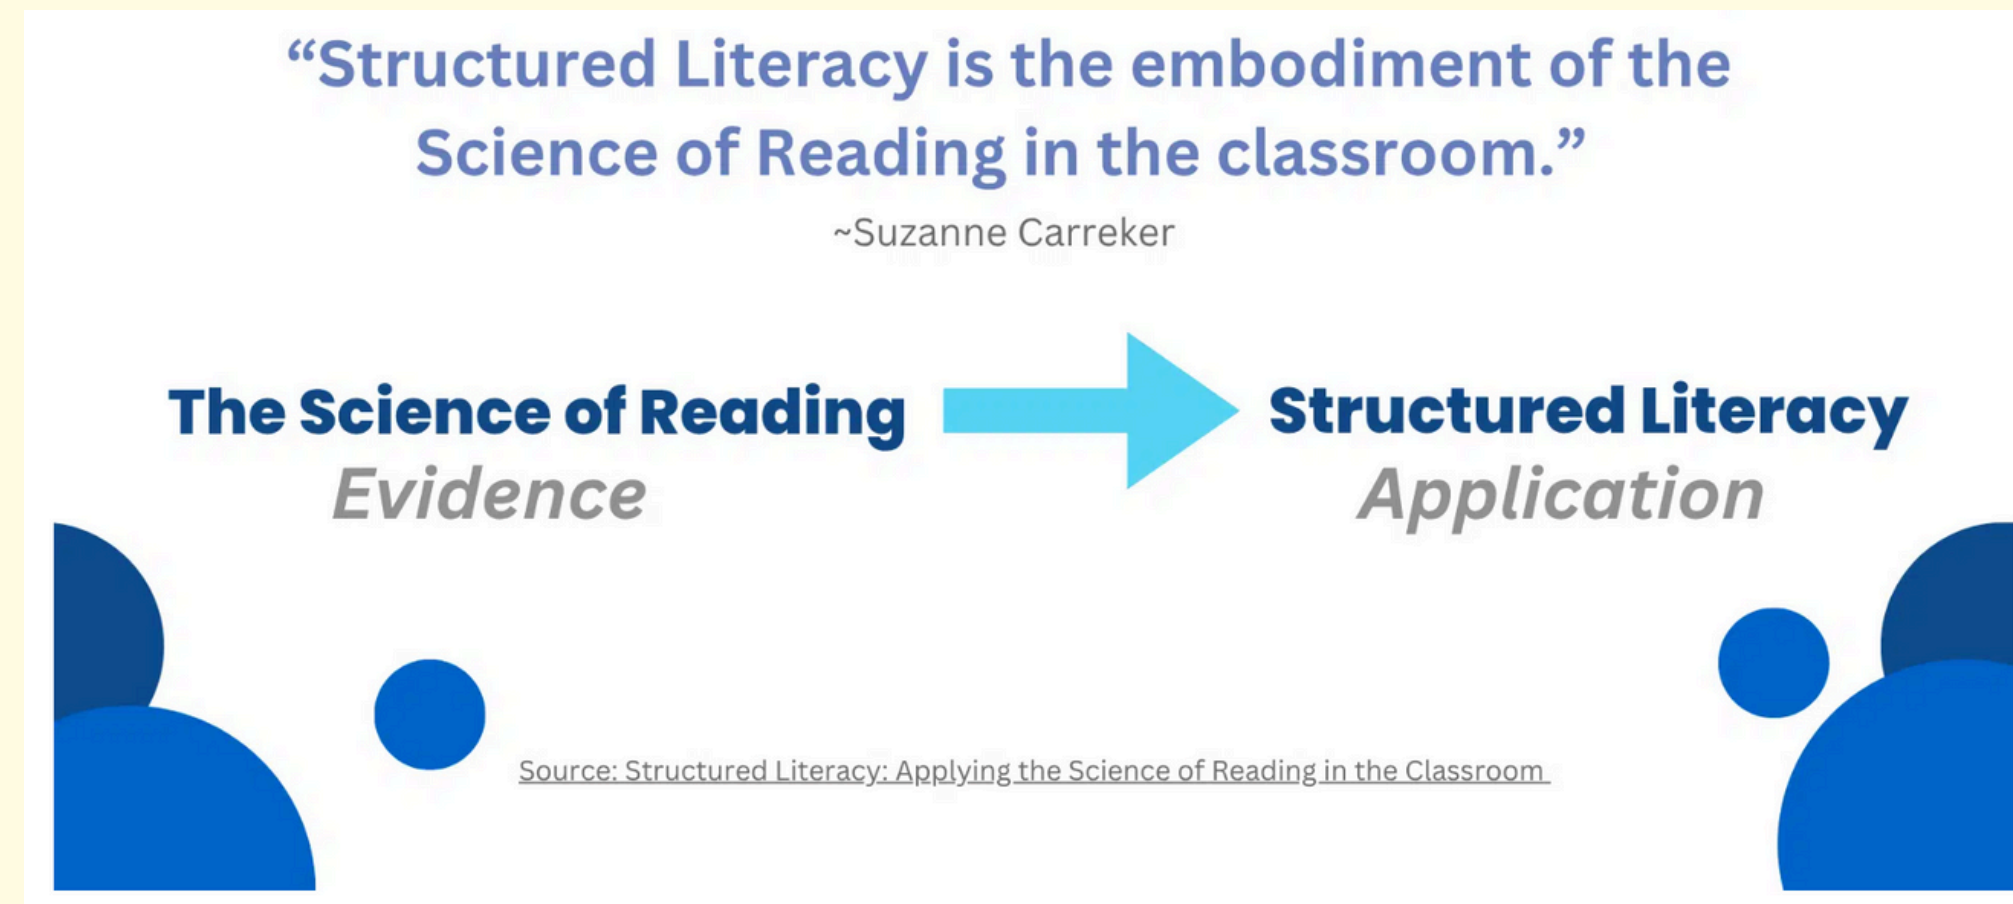 “Structured Literacy is the embodiment of the
Science of Reading in the classroom.”
~Suzanne Carreker
The Science of Reading
Evidence
Structured Literacy
Application
Source: Structured Literacy: Applying the Science of Reading in the Classroom